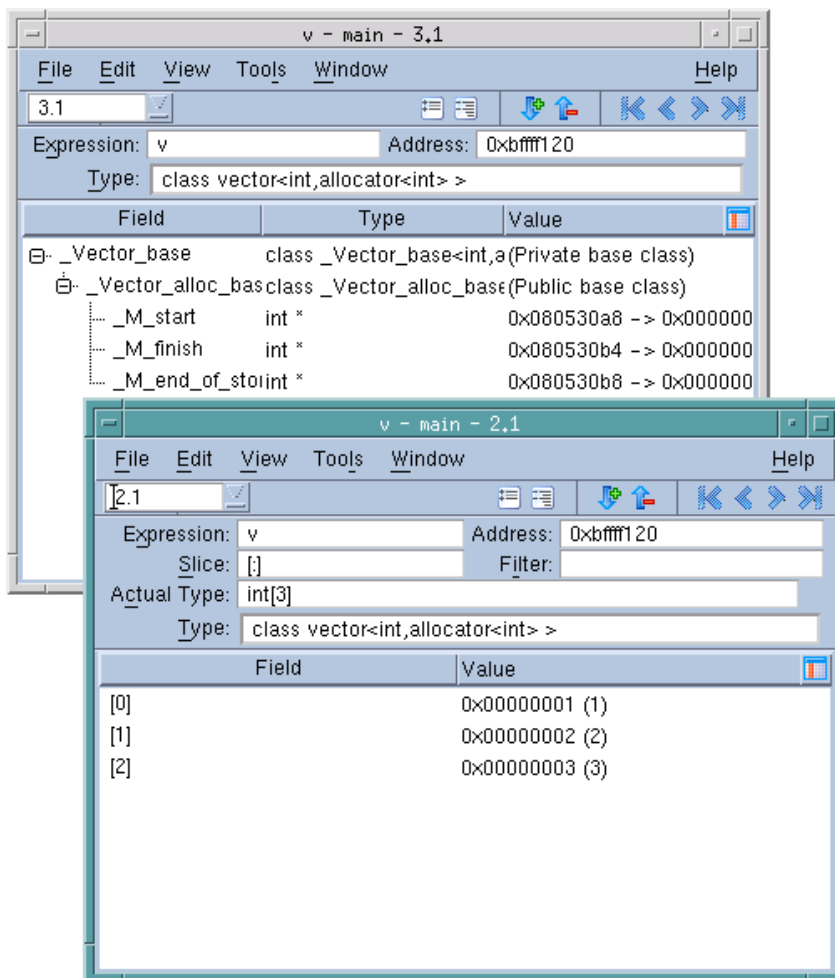 v - main - 3.1
File Edit View Tools Window Help
3.1
Expression: v Address: 0xbffff120
Type: class vector<int,allocator<int> >
Field Type Value
_Vector_base class _Vector_base<int,a(Private base class)
_Vector_alloc_bas class _Vector_alloc_base(Public base class)
_M_start int * 0x080530a8 -> 0x000000
_M_finish int * 0x080530b4 -> 0x000000
_M_end_of_stor int * 0x080530b8 -> 0x000000
v - main - 2.1
File Edit View Tools Window Help
2.1
Expression: v Address: 0xbffff120
Slice: [:] Filter:
Actual Type: int[3]
Type: class vector<int,allocator<int> >
Field Value
[0] 0x00000001 (1)
[1] 0x00000002 (2)
[2] 0x00000003 (3)